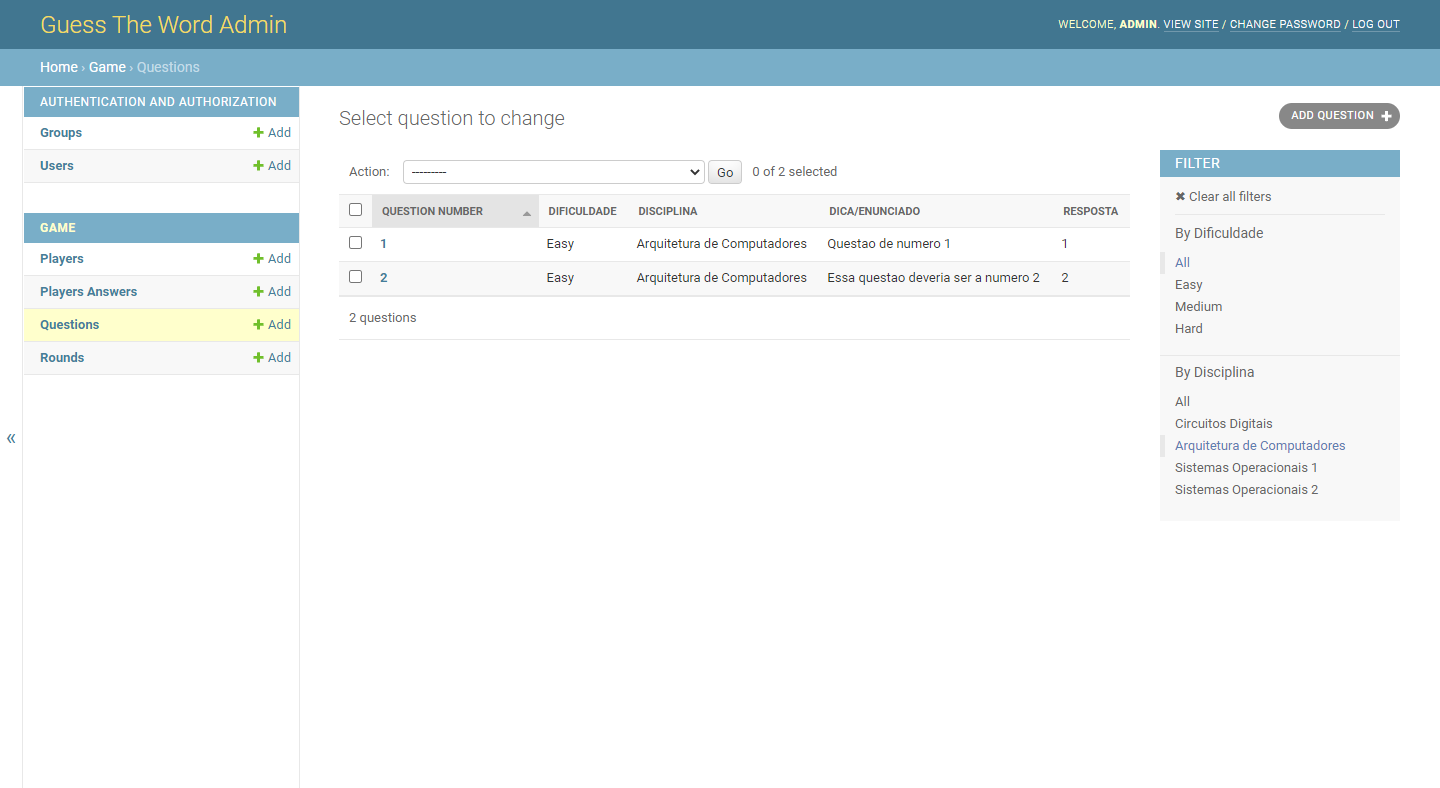 Guess The Word Admin
WELCOME, ADMIN. VIEW SITE / CHANGE PASSWORD / LOG OUT
Home › Game › Questions
AUTHENTICATION AND AUTHORIZATION
Groups + Add
Users + Add
GAME
Players + Add
Players Answers + Add
Questions + Add
Rounds + Add
«
Select question to change
ADD QUESTION +
Action: --------- Go 0 of 2 selected
QUESTION NUMBER DIFICULDADE DISCIPLINA DICA/ENUNCIADO RESPOSTA
1 Easy Arquitetura de Computadores Questao de numero 1 1
2 Easy Arquitetura de Computadores Essa questao deveria ser a numero 2 2
2 questions
FILTER
✖ Clear all filters
By Dificuldade
All
Easy
Medium
Hard
By Disciplina
All
Circuitos Digitais
Arquitetura de Computadores
Sistemas Operacionais 1
Sistemas Operacionais 2